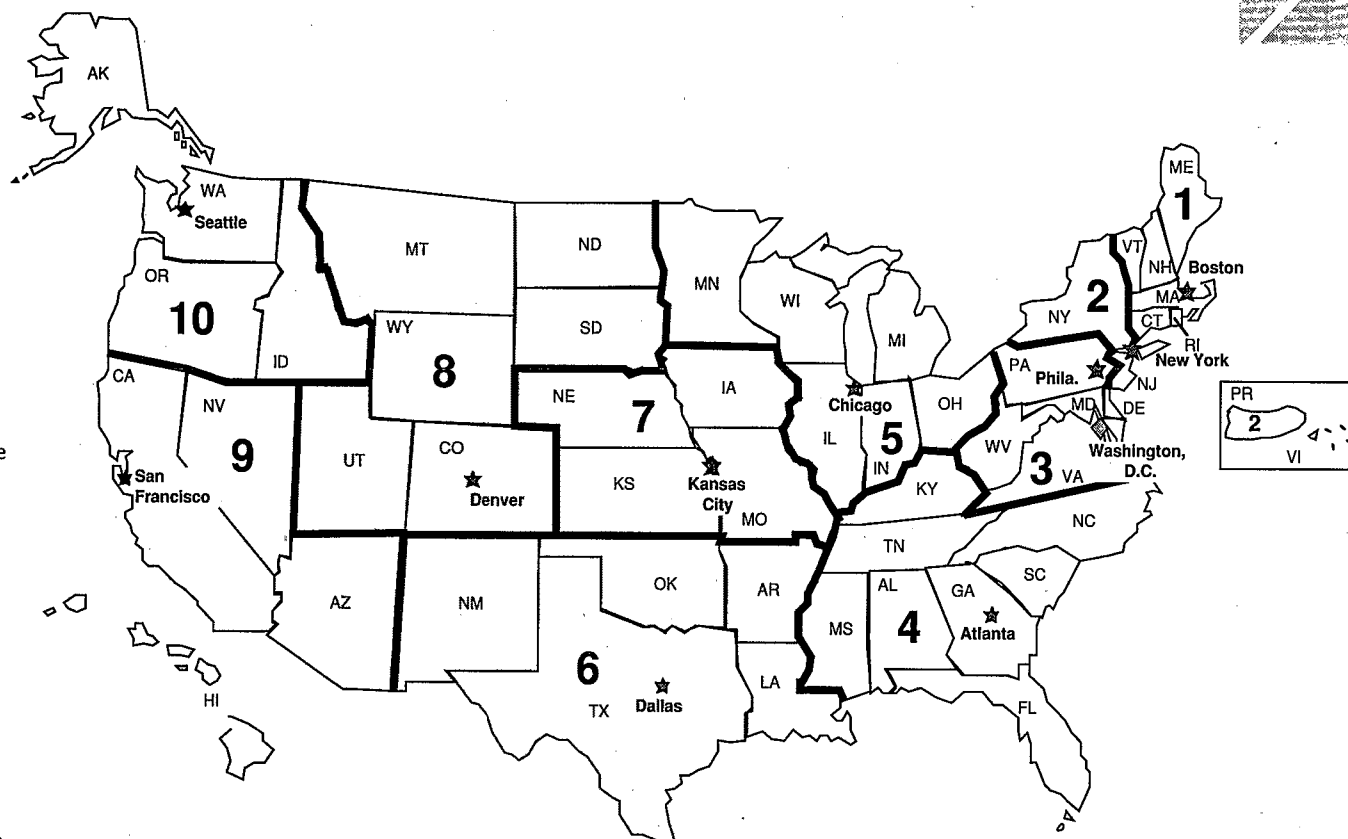 AK
ME
1
WA
Seattle
MT
ND
MN
VT
NH
Boston
OR
10
ID
WY
8
SD
WI
MI
2
NY
MA
CT
RI
New York
PA
Phila.
NJ
CA
NV
9
NE
7
IA
Chicago
OH
MD
DE
PR
2
VI
UT
CO
Denver
IL
5
IN
WV
3
VA
Washington,
D.C.
San
Francisco
KS
Kansas
City
MO
KY
NC
TN
AZ
NM
OK
AR
MS
AL
4
GA
Atlanta
SC
6
TX
Dallas
LA
FL
HI
e